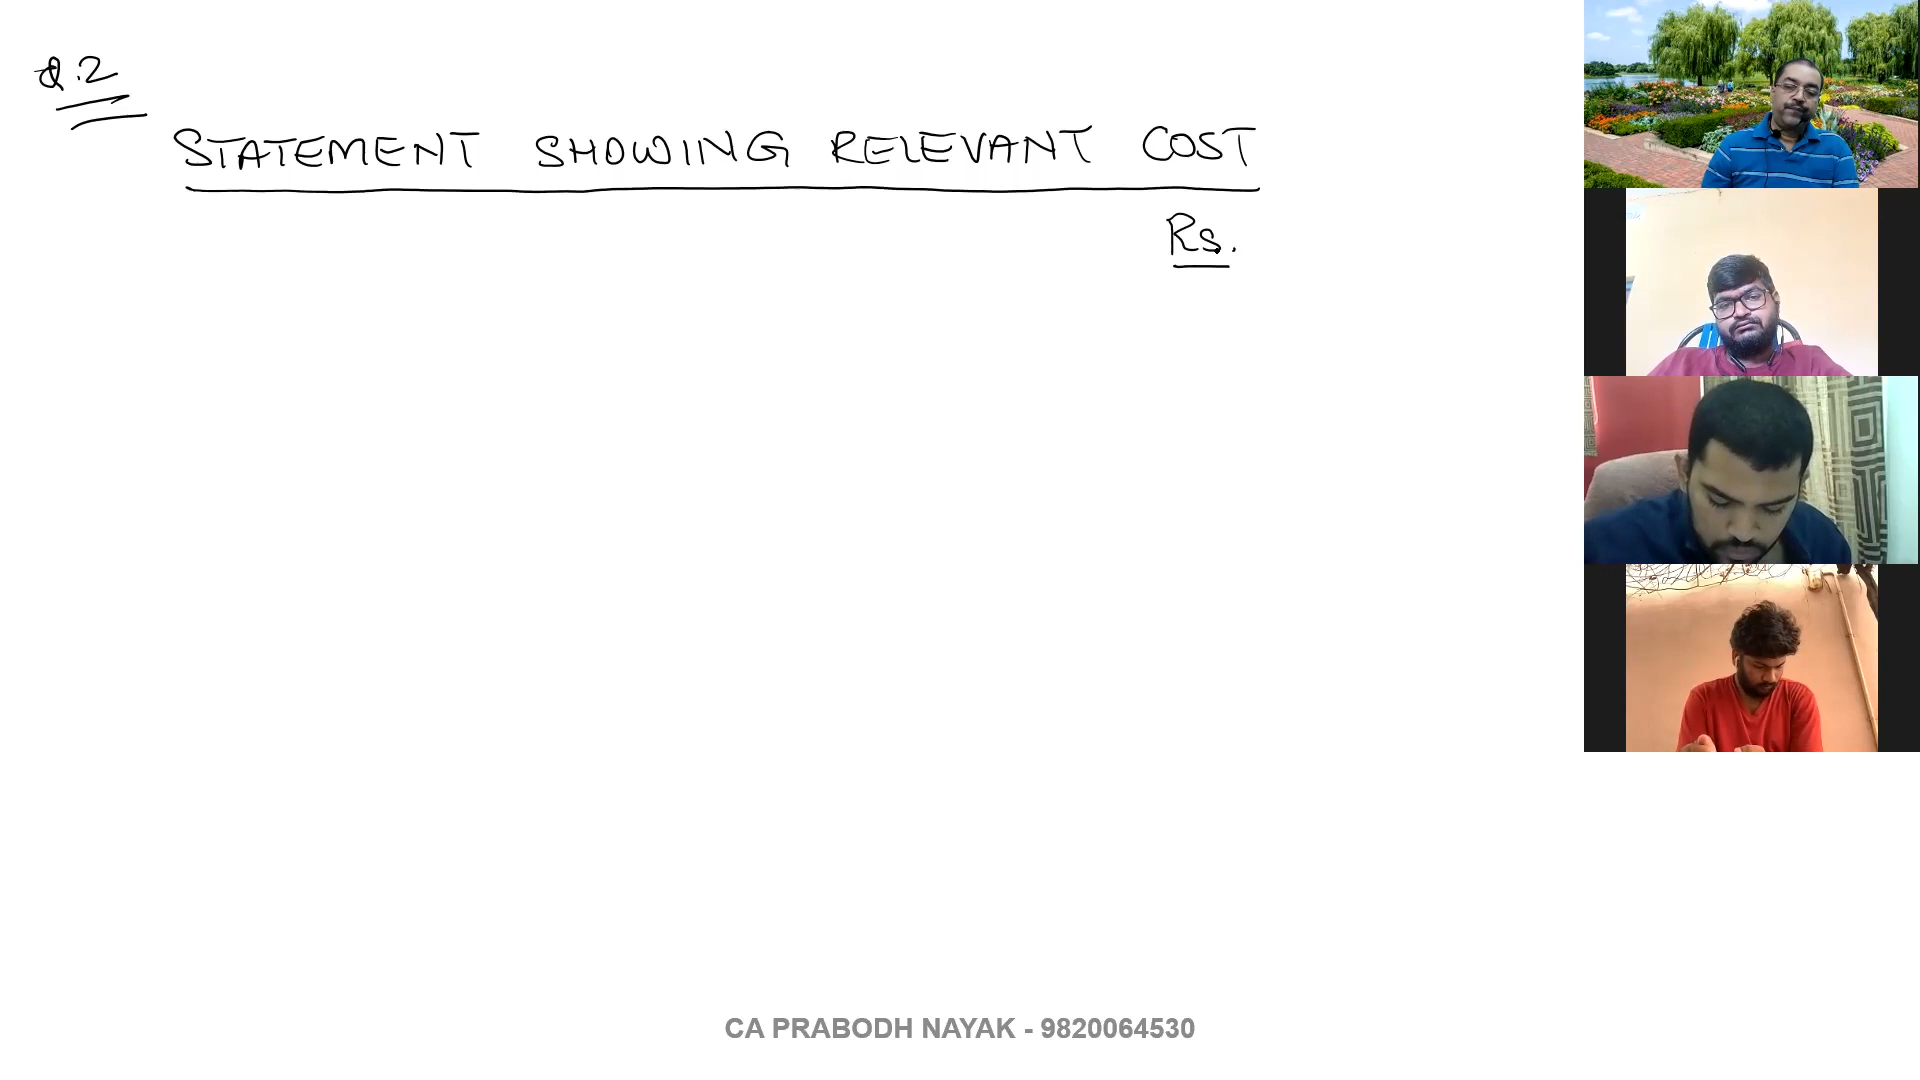 Q.2
STATEMENT SHOWING RELEVANT COST
Rs.
CA PRABODH NAYAK - 9820064530